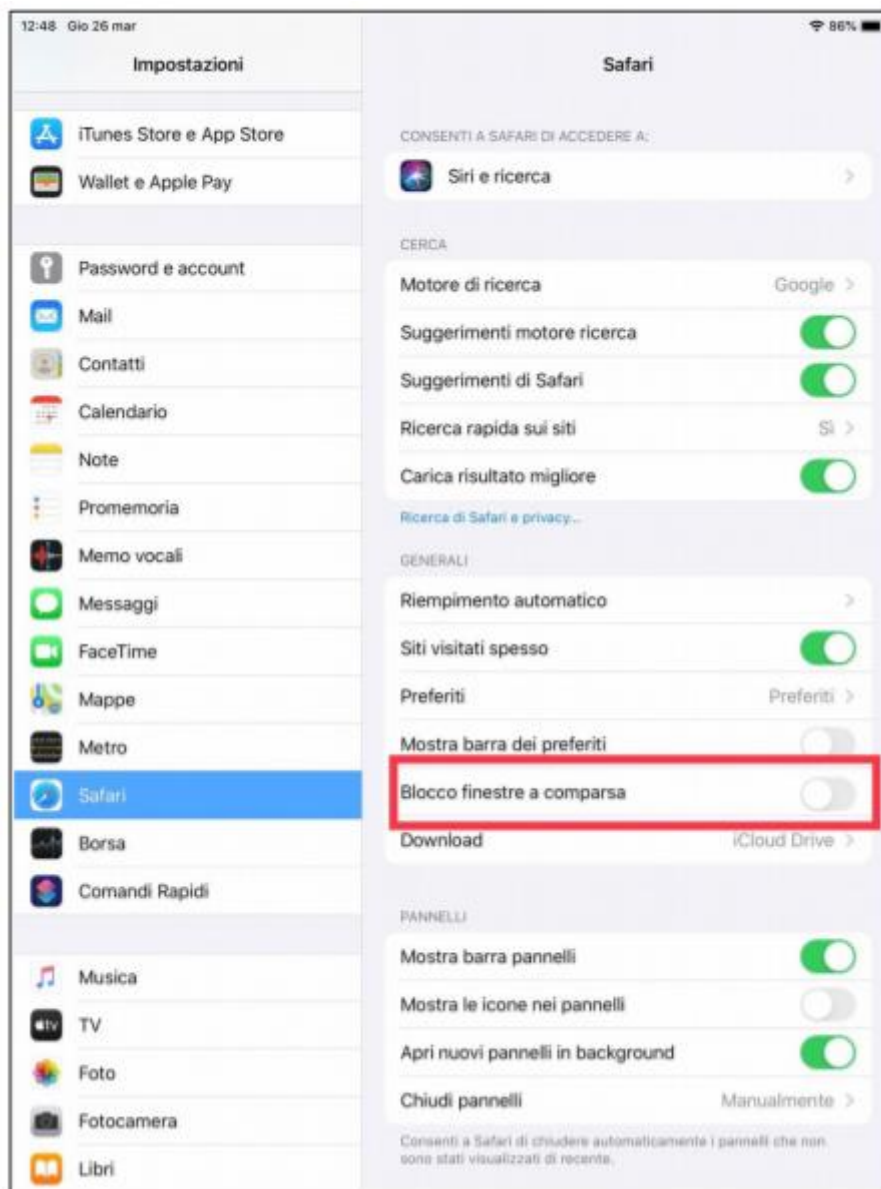 12:48 Gio 26 mar
86%
Impostazioni
iTunes Store e App Store
Wallet e Apple Pay
Password e account
Mail
Contatti
Calendario
Note
Promemoria
Memo vocali
Messaggi
FaceTime
Mappe
Metro
Safari
Borsa
Comandi Rapidi
Musica
tv
TV
Foto
Fotocamera
Libri
Safari
CONSENTI A SAFARI DI ACCEDERE A:
Siri e ricerca
CERCA
Motore di ricerca Google
Suggerimenti motore ricerca
Suggerimenti di Safari
Ricerca rapida sui siti Sì
Carica risultato migliore
Ricerca di Safari e privacy...
GENERALI
Riempimento automatico
Siti visitati spesso
Preferiti Preferiti
Mostra barra dei preferiti
Blocco finestre a comparsa
Download iCloud Drive
PANNELLI
Mostra barra pannelli
Mostra le icone nei pannelli
Apri nuovi pannelli in background
Chiudi pannelli Manualmente
Consenti a Safari di chiudere automaticamente i pannelli che non
sono stati visualizzati di recente.